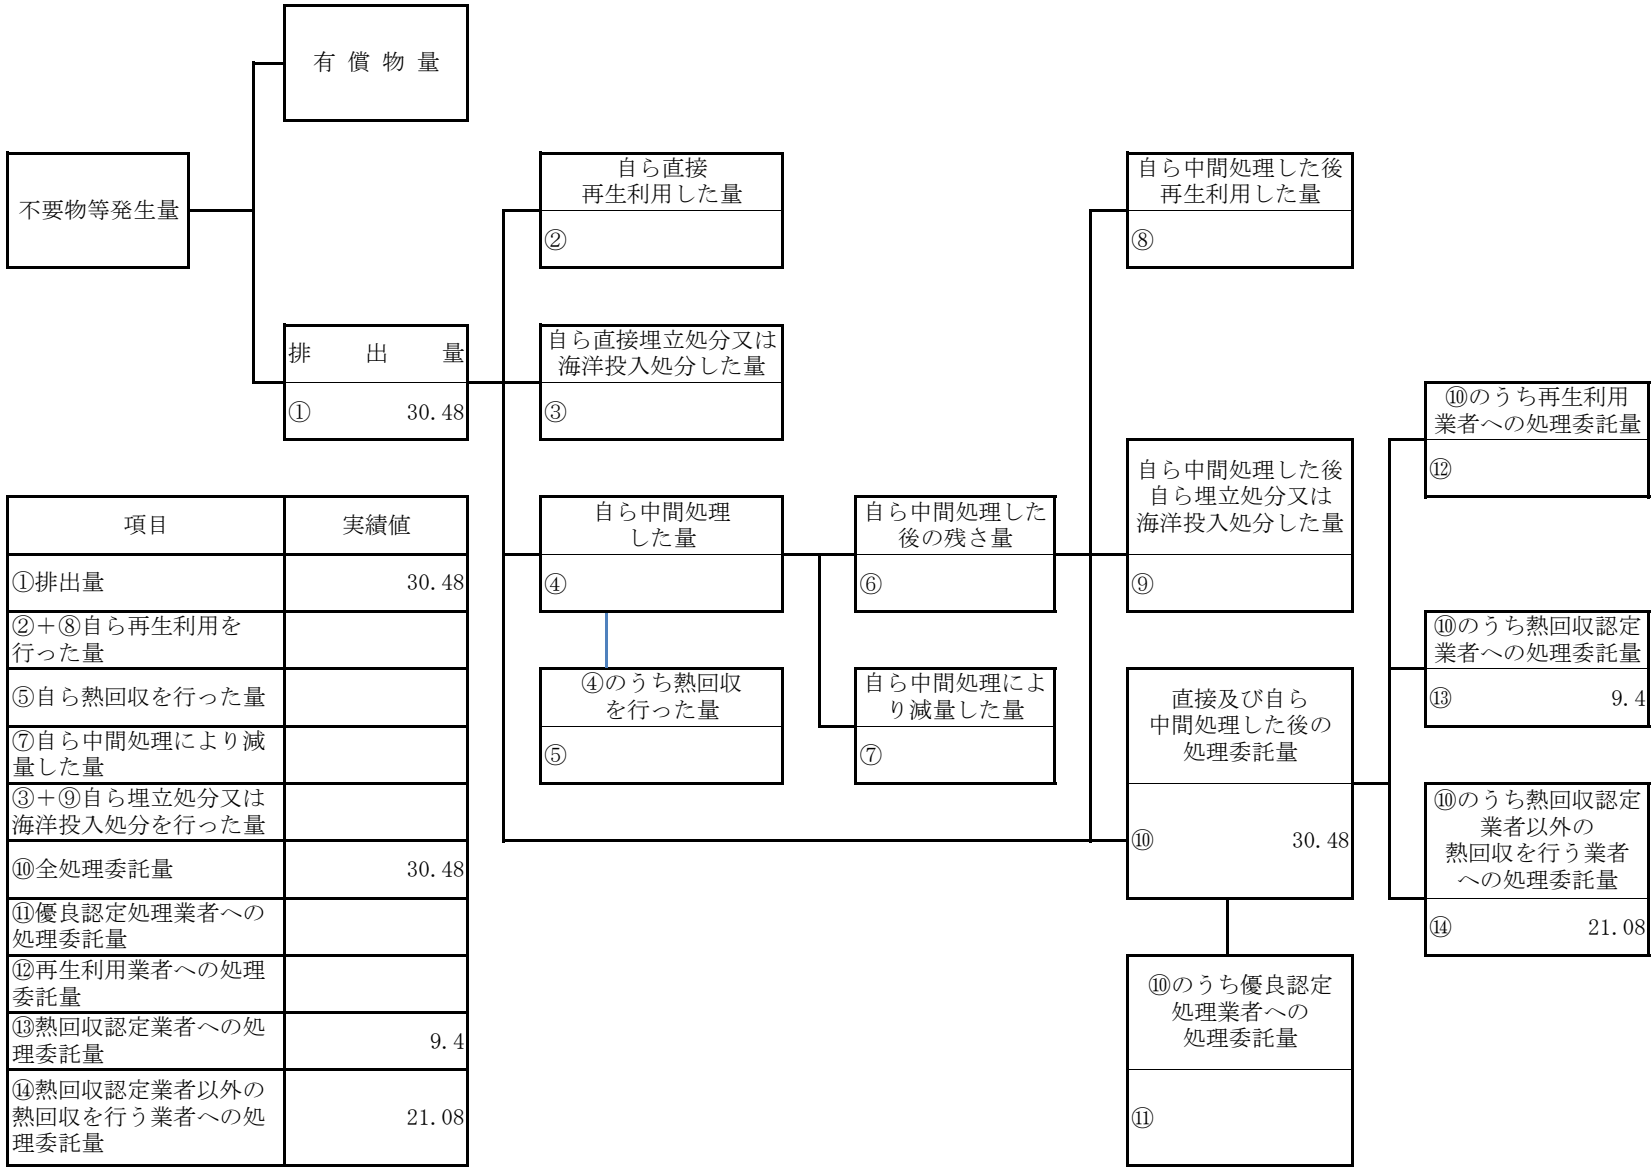 有償物量
不要物等発生量
排出量
① 30.48
自ら直接
再生利用した量
②
自ら直接埋立処分又は
海洋投入処分した量
③
自ら中間処理
した量
④
④のうち熱回収
を行った量
⑤
自ら中間処理した
後の残さ量
⑥
自ら中間処理によ
り減量した量
⑦
自ら中間処理した後
再生利用した量
⑧
自ら中間処理した後
自ら埋立処分又は
海洋投入処分した量
⑨
直接及び自ら
中間処理した後の
処理委託量
⑩ 30.48
⑩のうち優良認定
処理業者への
処理委託量
⑪
⑩のうち再生利用
業者への処理委託量
⑫
⑩のうち熱回収認定
業者への処理委託量
⑬ 9.4
⑩のうち熱回収認定
業者以外の
熱回収を行う業者
への処理委託量
⑭ 21.08
項目 実績値
①排出量 30.48
②＋⑧自ら再生利用を
行った量
⑤自ら熱回収を行った量
⑦自ら中間処理により減
量した量
③＋⑨自ら埋立処分又は
海洋投入処分を行った量
⑩全処理委託量 30.48
⑪優良認定処理業者への
処理委託量
⑫再生利用業者への処理
委託量
⑬熱回収認定業者への処
理委託量 9.4
⑭熱回収認定業者以外の
熱回収を行う業者への処
理委託量 21.08